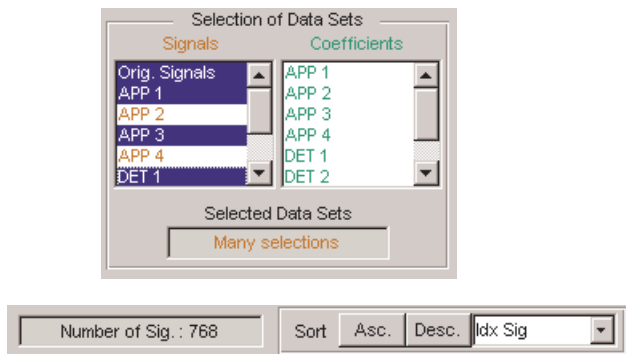 Selection of Data Sets
Signals Coefficients
Orig. Signals APP 1
APP 1 APP 2
APP 2 APP 3
APP 3 APP 4
APP 4 DET 1
DET 1 DET 2
Selected Data Sets
Many selections
Number of Sig. : 768 Sort Asc. Desc. Idx Sig